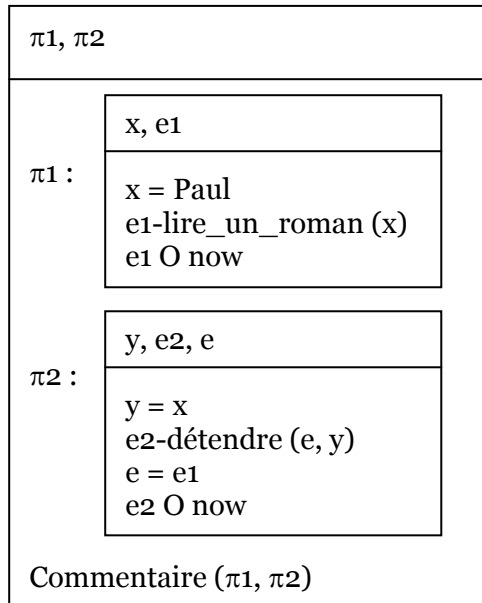 π1, π2
x, e1
π1 :
x = Paul
e1-lire_un_roman (x)
e1 O now
y, e2, e
π2 :
y = x
e2-détendre (e, y)
e = e1
e2 O now
Commentaire (π1, π2)